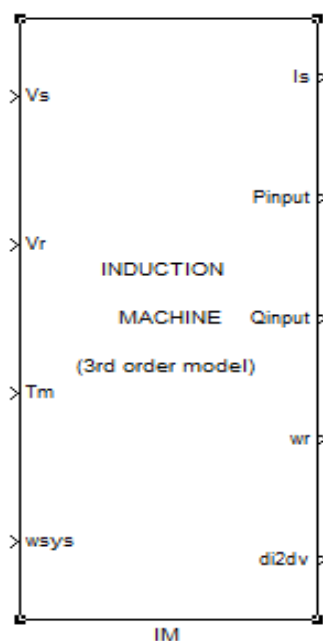 Is
Vs
Pinput
Vr
INDUCTION
MACHINE
Qinput
(3rd order model)
Tm
wr
wsys
di2dv
IM